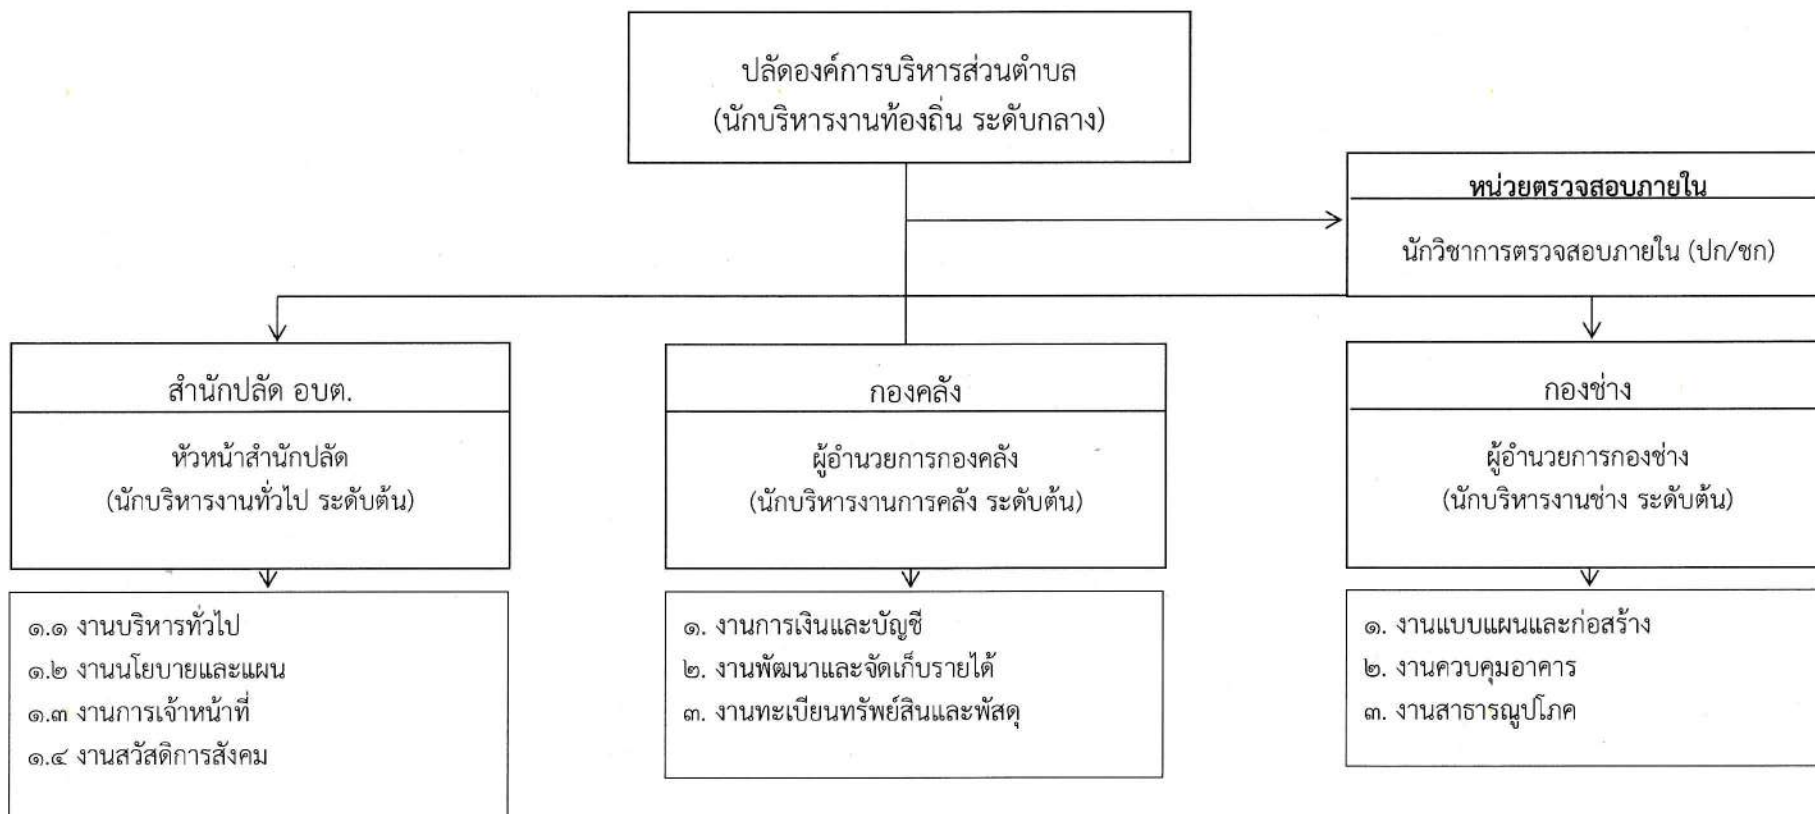 ปลัดองค์การบริหารส่วนตำบล
(นักบริหารงานท้องถิ่น ระดับกลาง)
หน่วยตรวจสอบภายใน
นักวิชาการตรวจสอบภายใน (ปก/ชก)
สำนักปลัด อบต.
หัวหน้าสำนักปลัด
(นักบริหารงานทั่วไป ระดับต้น)
๑.๑ งานบริหารทั่วไป
๑.๒ งานนโยบายและแผน
๑.๓ งานการเจ้าหน้าที่
๑.๔ งานสวัสดิการสังคม
กองคลัง
ผู้อำนวยการกองคลัง
(นักบริหารงานการคลัง ระดับต้น)
๑. งานการเงินและบัญชี
๒. งานพัฒนาและจัดเก็บรายได้
๓. งานทะเบียนทรัพย์สินและพัสดุ
กองช่าง
ผู้อำนวยการกองช่าง
(นักบริหารงานช่าง ระดับต้น)
๑. งานแบบแผนและก่อสร้าง
๒. งานควบคุมอาคาร
๓. งานสาธารณูปโภค